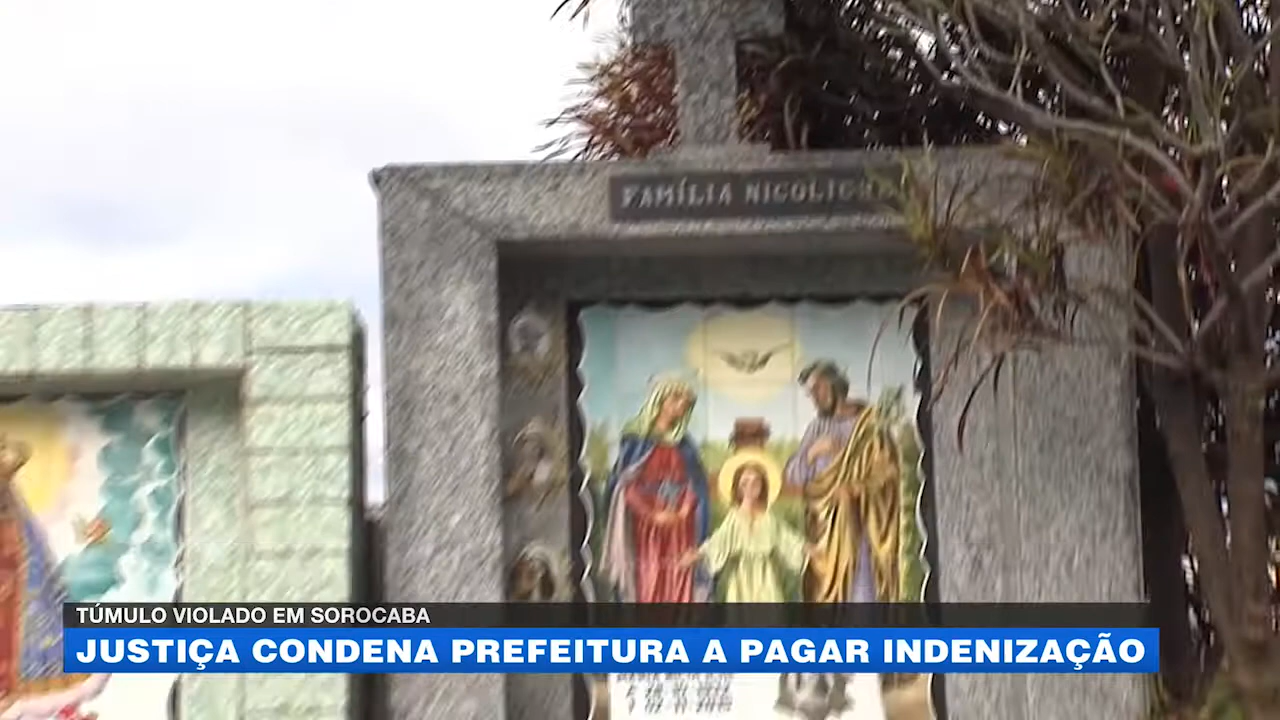 FAMÍLIA
TÚMULO VIOLADO EM SOROCABA
JUSTIÇA CONDENA PREFEITURA A PAGAR INDENIZAÇÃO